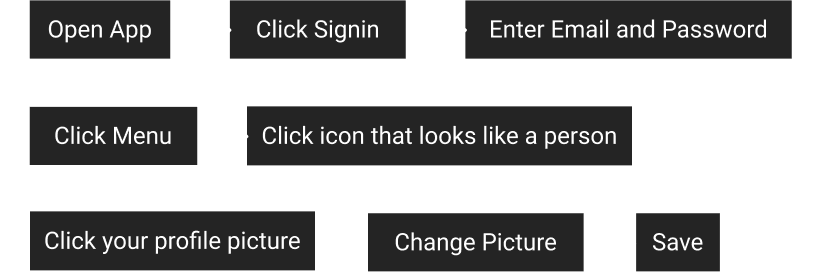 Open App Click Signin Enter Email and Password
Click Menu Click icon that looks like a person
Click your profile picture Change Picture Save